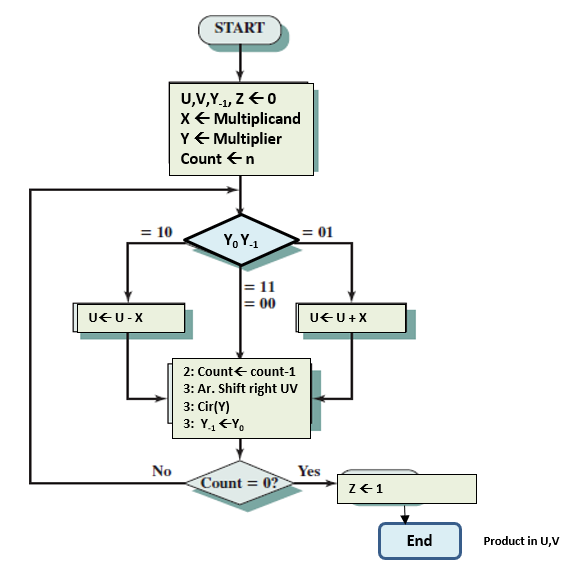 START
U,V,Y-1, Z ← 0
X ← Multiplicand
Y ← Multiplier
Count ← n
= 10
Y0 Y-1
= 01
= 11
= 00
U← U - X
U← U + X
2: Count← count-1
3: Ar. Shift right UV
3: Cir(Y)
3: Y-1 ←Y0
No
Count = 0?
Yes
Z ← 1
End
Product in U,V